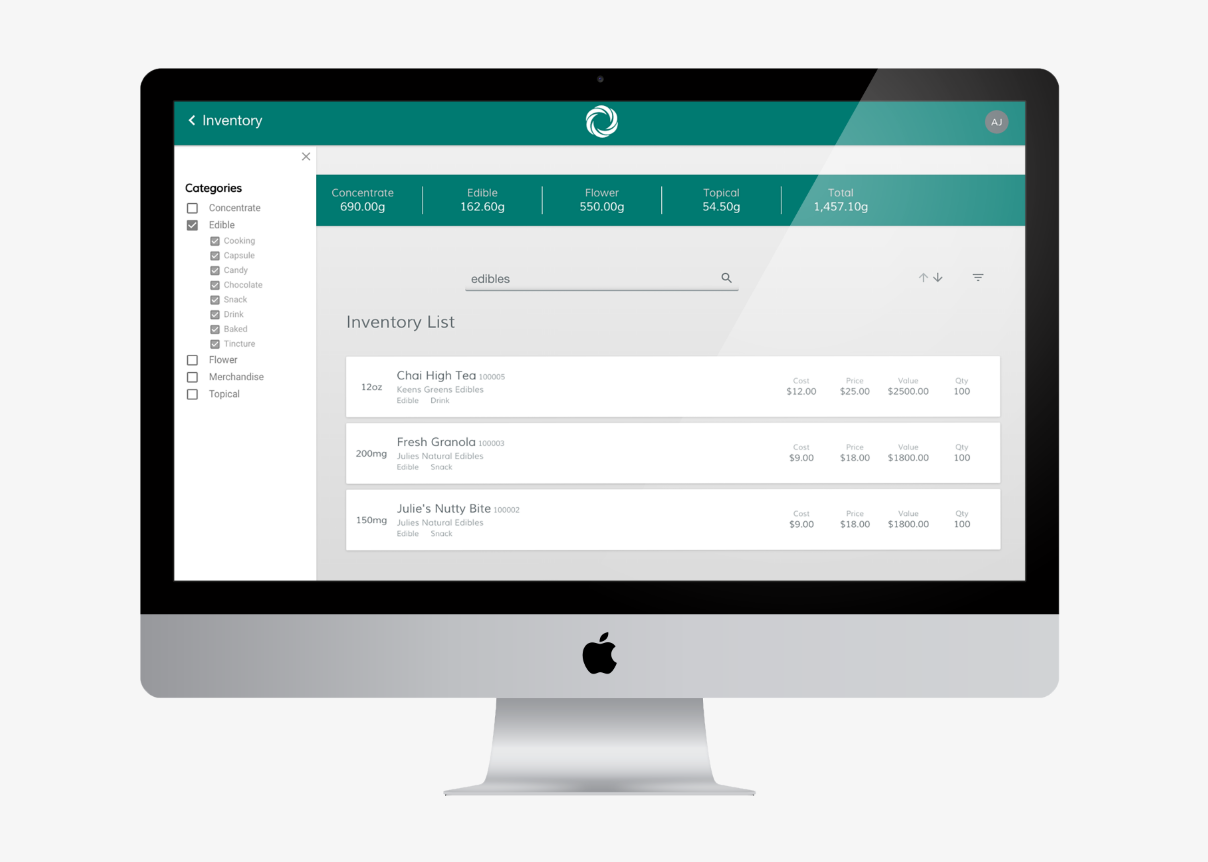 Inventory
AJ
Categories
Concentrate
Edible
Cooking
Capsule
Candy
Chocolate
Snack
Drink
Baked
Tincture
Flower
Merchandise
Topical
Concentrate Edible Flower Topical Total
690.00g 162.60g 550.00g 54.50g 1,457.10g
edibles
Inventory List
12oz
Chai High Tea 100005
Keens Greens Edibles
Edible Drink
Cost Price Value Qty
$12.00 $25.00 $2500.00 100
200mg
Fresh Granola 100003
Julies Natural Edibles
Edible Snack
Cost Price Value Qty
$9.00 $18.00 $1800.00 100
150mg
Julie's Nutty Bite 100002
Julies Natural Edibles
Edible Snack
Cost Price Value Qty
$9.00 $18.00 $1800.00 100